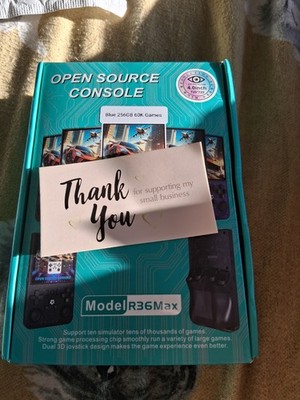 OPEN SOURCE
CONSOLE
4.0inch
Blue 256GB 60K Games
Thank
You
for supporting my
small business
Model R36Max
Support ten simulator tens of thousands of games
Strong game processing chip smoothly run a variety of large games.
Dual 3D joystick design makes the game experience even better.